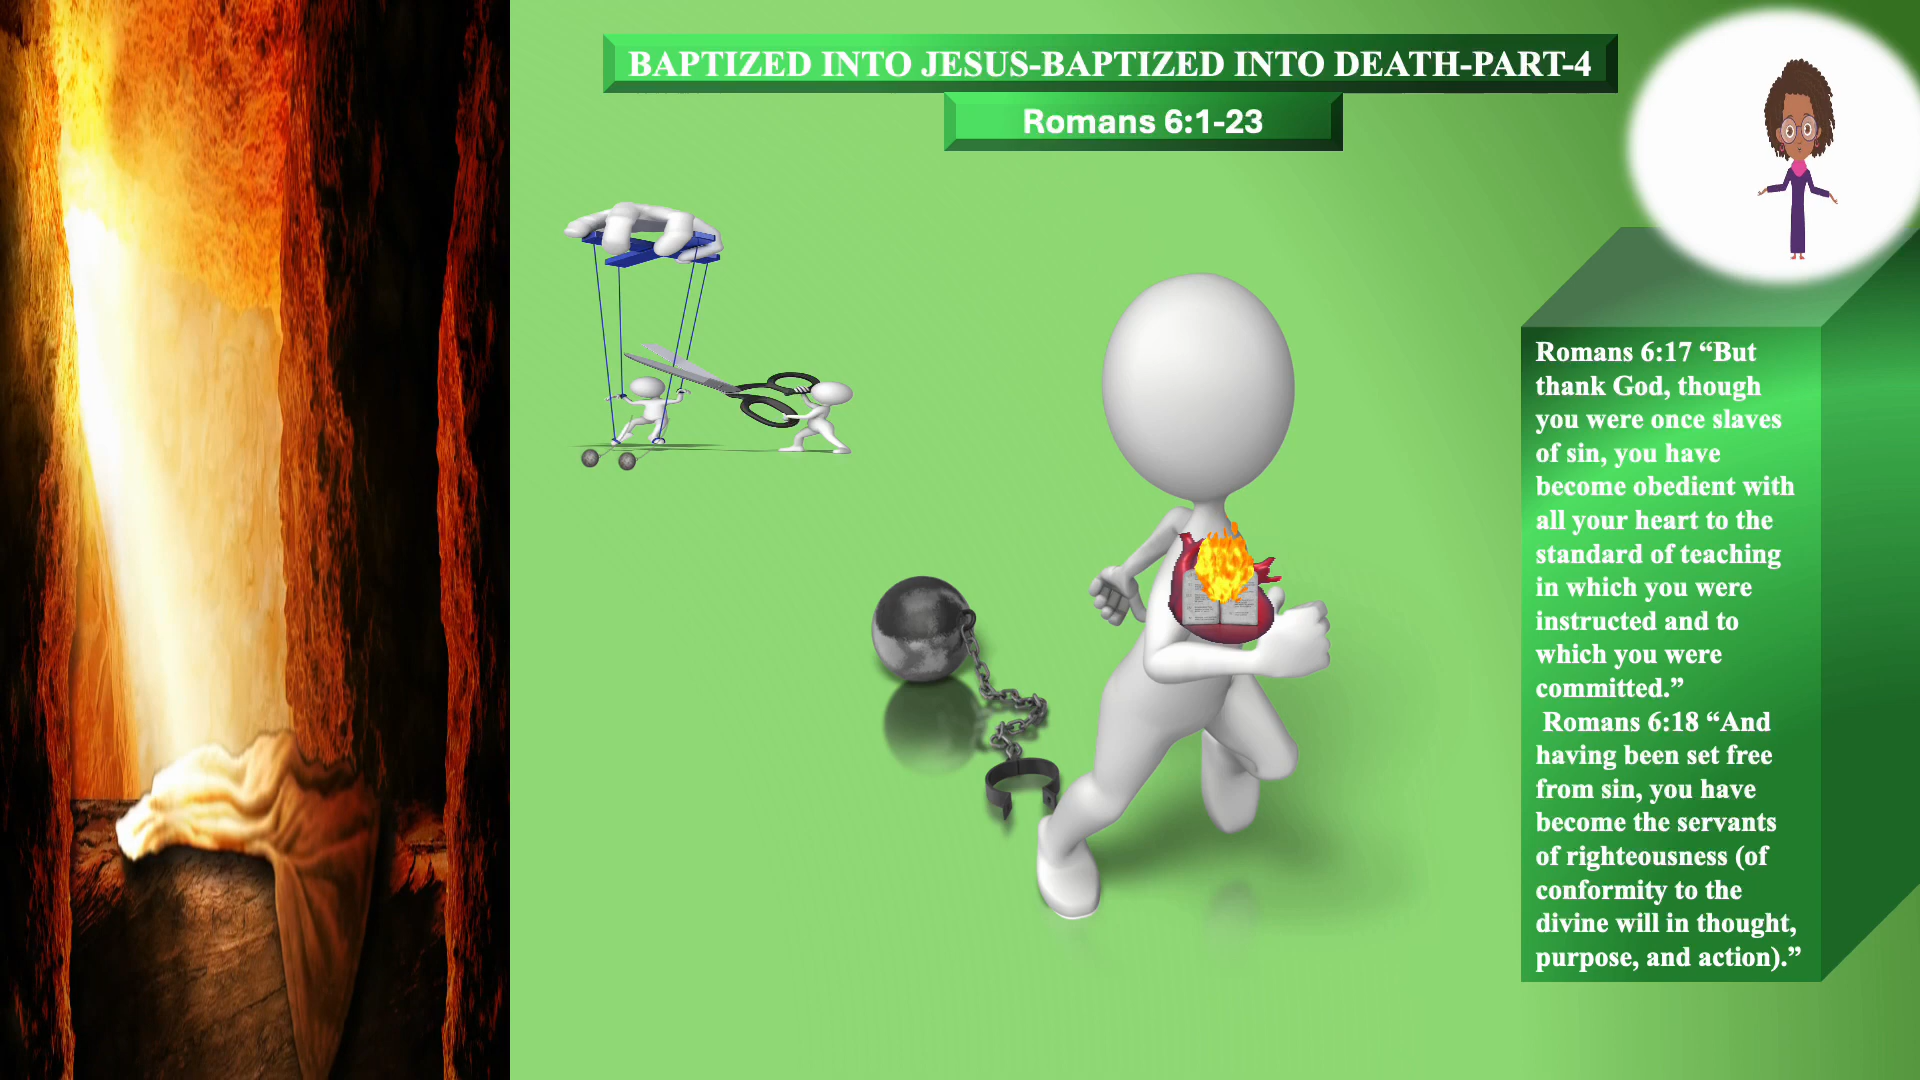 BAPTIZED INTO JESUS-BAPTIZED INTO DEATH-PART-4
Romans 6:1-23
Romans 6:17 “But
thank God, though
you were once slaves
of sin, you have
become obedient with
all your heart to the
standard of teaching
in which you were
instructed and to
which you were
committed.”
Romans 6:18 “And
having been set free
from sin, you have
become the servants
of righteousness (of
conformity to the
divine will in thought,
purpose, and action).”